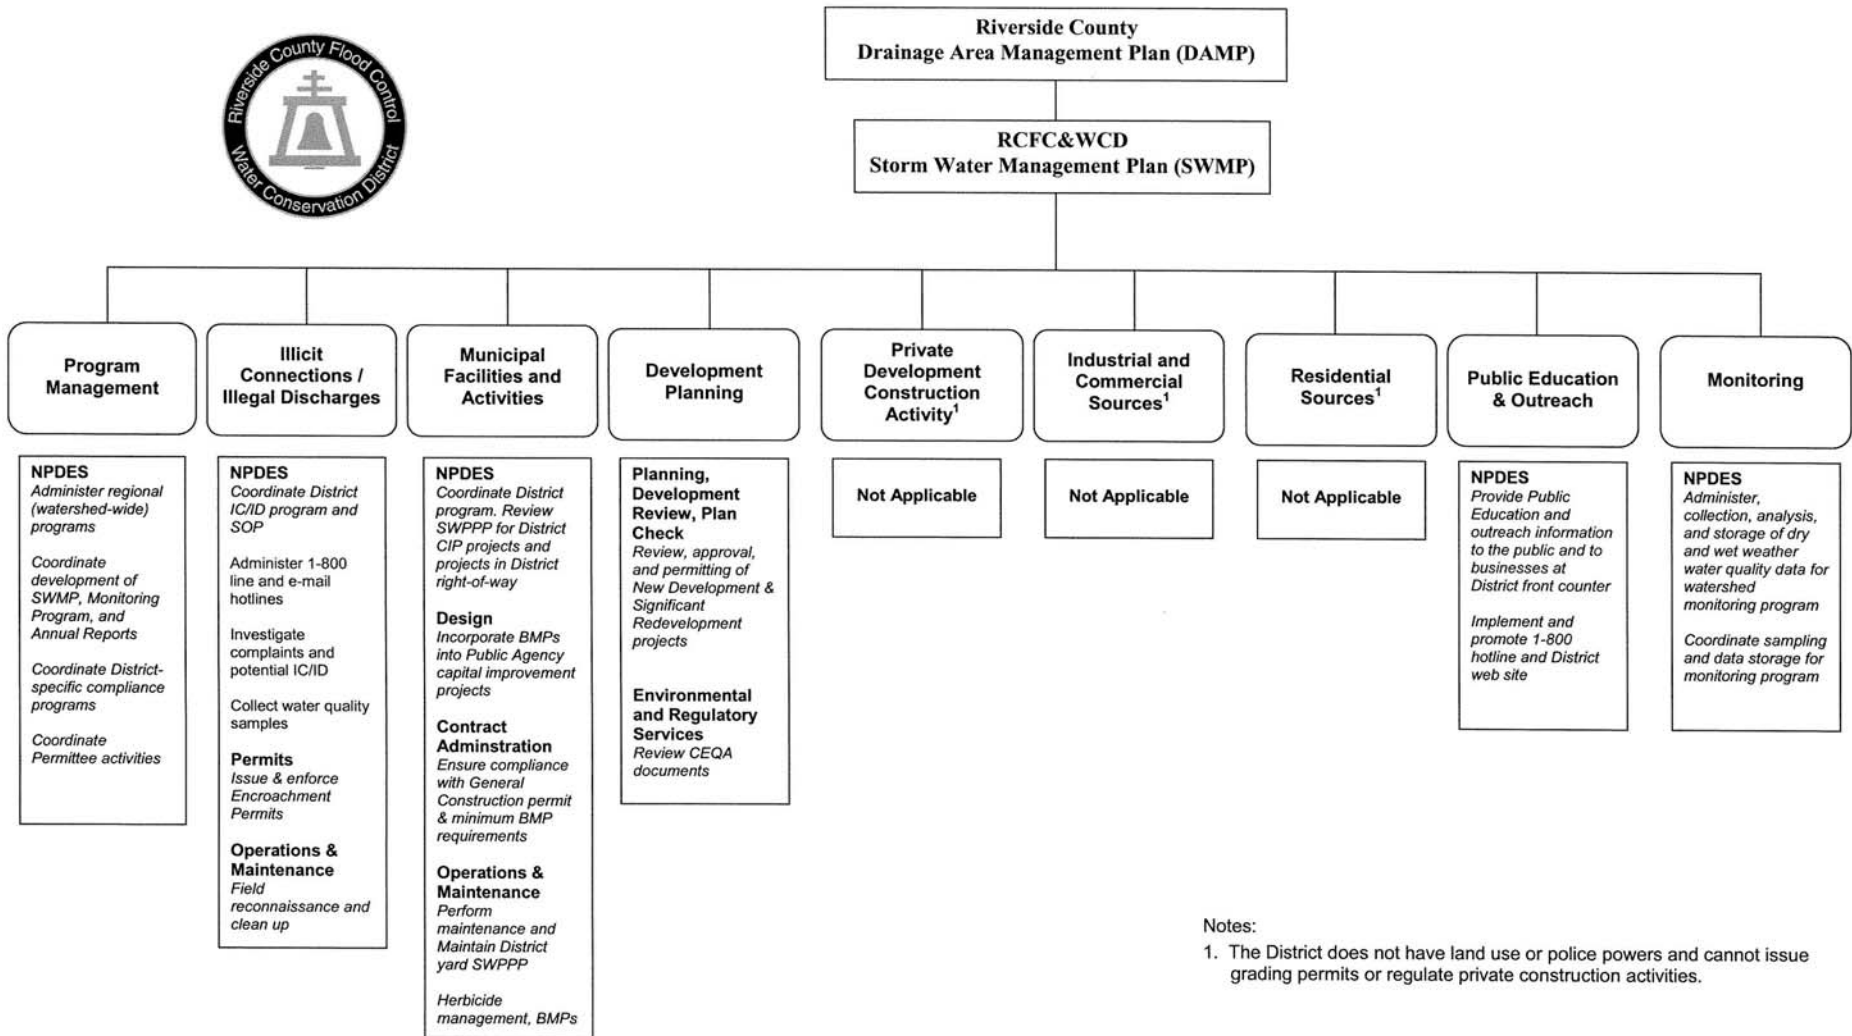 Riverside County Flood Control
Water Conservation District
Riverside County
Drainage Area Management Plan (DAMP)
RCFC&WCD
Storm Water Management Plan (SWMP)
Program
Management
NPDES
Administer regional
(watershed-wide)
programs
Coordinate
development of
SWMP, Monitoring
Program, and
Annual Reports
Coordinate District-
specific compliance
programs
Coordinate
Permittee activities
Illicit
Connections /
Illegal Discharges
NPDES
Coordinate District
IC/ID program and
SOP
Administer 1-800
line and e-mail
hotlines
Investigate
complaints and
potential IC/ID
Collect water quality
samples
Permits
Issue & enforce
Encroachment
Permits
Operations &
Maintenance
Field
reconnaissance and
clean up
Municipal
Facilities and
Activities
NPDES
Coordinate District
program. Review
SWPPP for District
CIP projects and
projects in District
right-of-way
Design
Incorporate BMPs
into Public Agency
capital improvement
projects
Contract
Adminstration
Ensure compliance
with General
Construction permit
& minimum BMP
requirements
Operations &
Maintenance
Perform
maintenance and
Maintain District
yard SWPPP
Herbicide
management, BMPs
Development
Planning
Planning,
Development
Review, Plan
Check
Review, approval,
and permitting of
New Development &
Significant
Redevelopment
projects
Environmental
and Regulatory
Services
Review CEQA
documents
Private
Development
Construction
Activity1
Not Applicable
Industrial and
Commercial
Sources1
Not Applicable
Residential
Sources1
Not Applicable
Public Education
& Outreach
NPDES
Provide Public
Education and
outreach information
to the public and to
businesses at
District front counter
Implement and
promote 1-800
hotline and District
web site
Monitoring
NPDES
Administer,
collection, analysis,
and storage of dry
and wet weather
water quality data for
watershed
monitoring program
Coordinate sampling
and data storage for
monitoring program
Notes:
1. The District does not have land use or police powers and cannot issue
grading permits or regulate private construction activities.